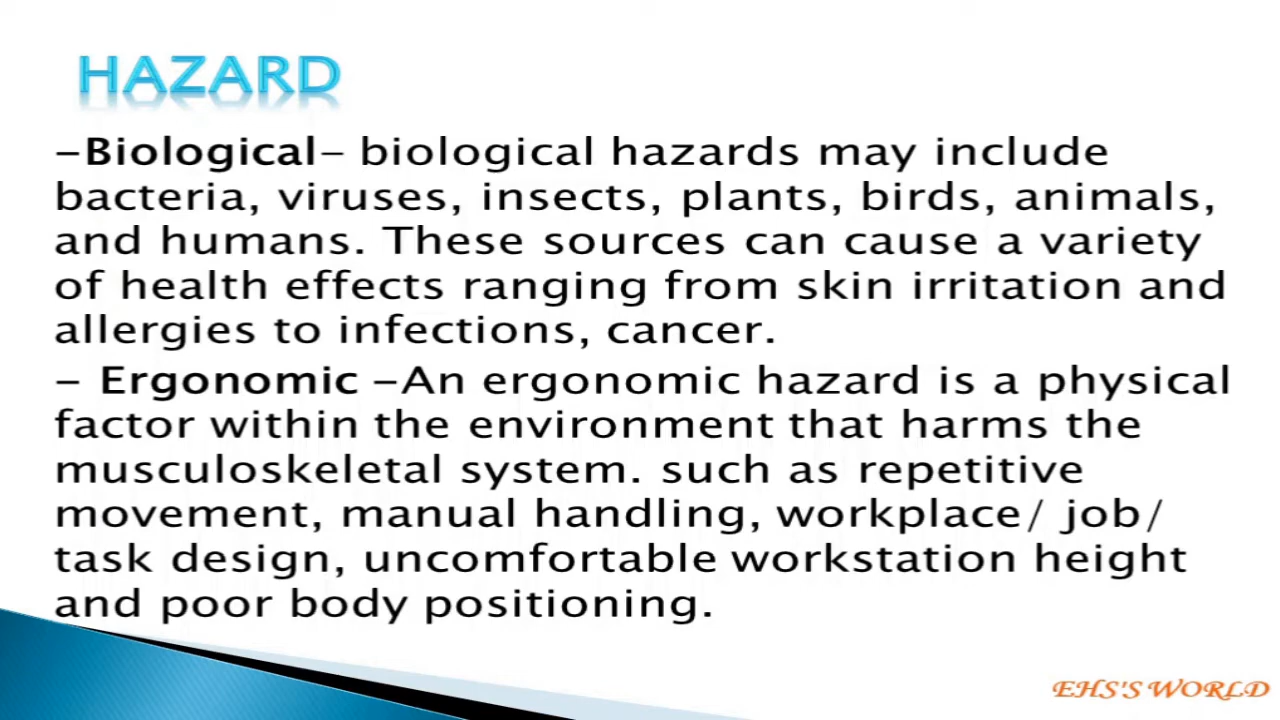 HAZARD
-Biological- biological hazards may include
bacteria, viruses, insects, plants, birds, animals,
and humans. These sources can cause a variety
of health effects ranging from skin irritation and
allergies to infections, cancer.
- Ergonomic -An ergonomic hazard is a physical
factor within the environment that harms the
musculoskeletal system. such as repetitive
movement, manual handling, workplace/ job/
task design, uncomfortable workstation height
and poor body positioning.
EHS'S WORLD